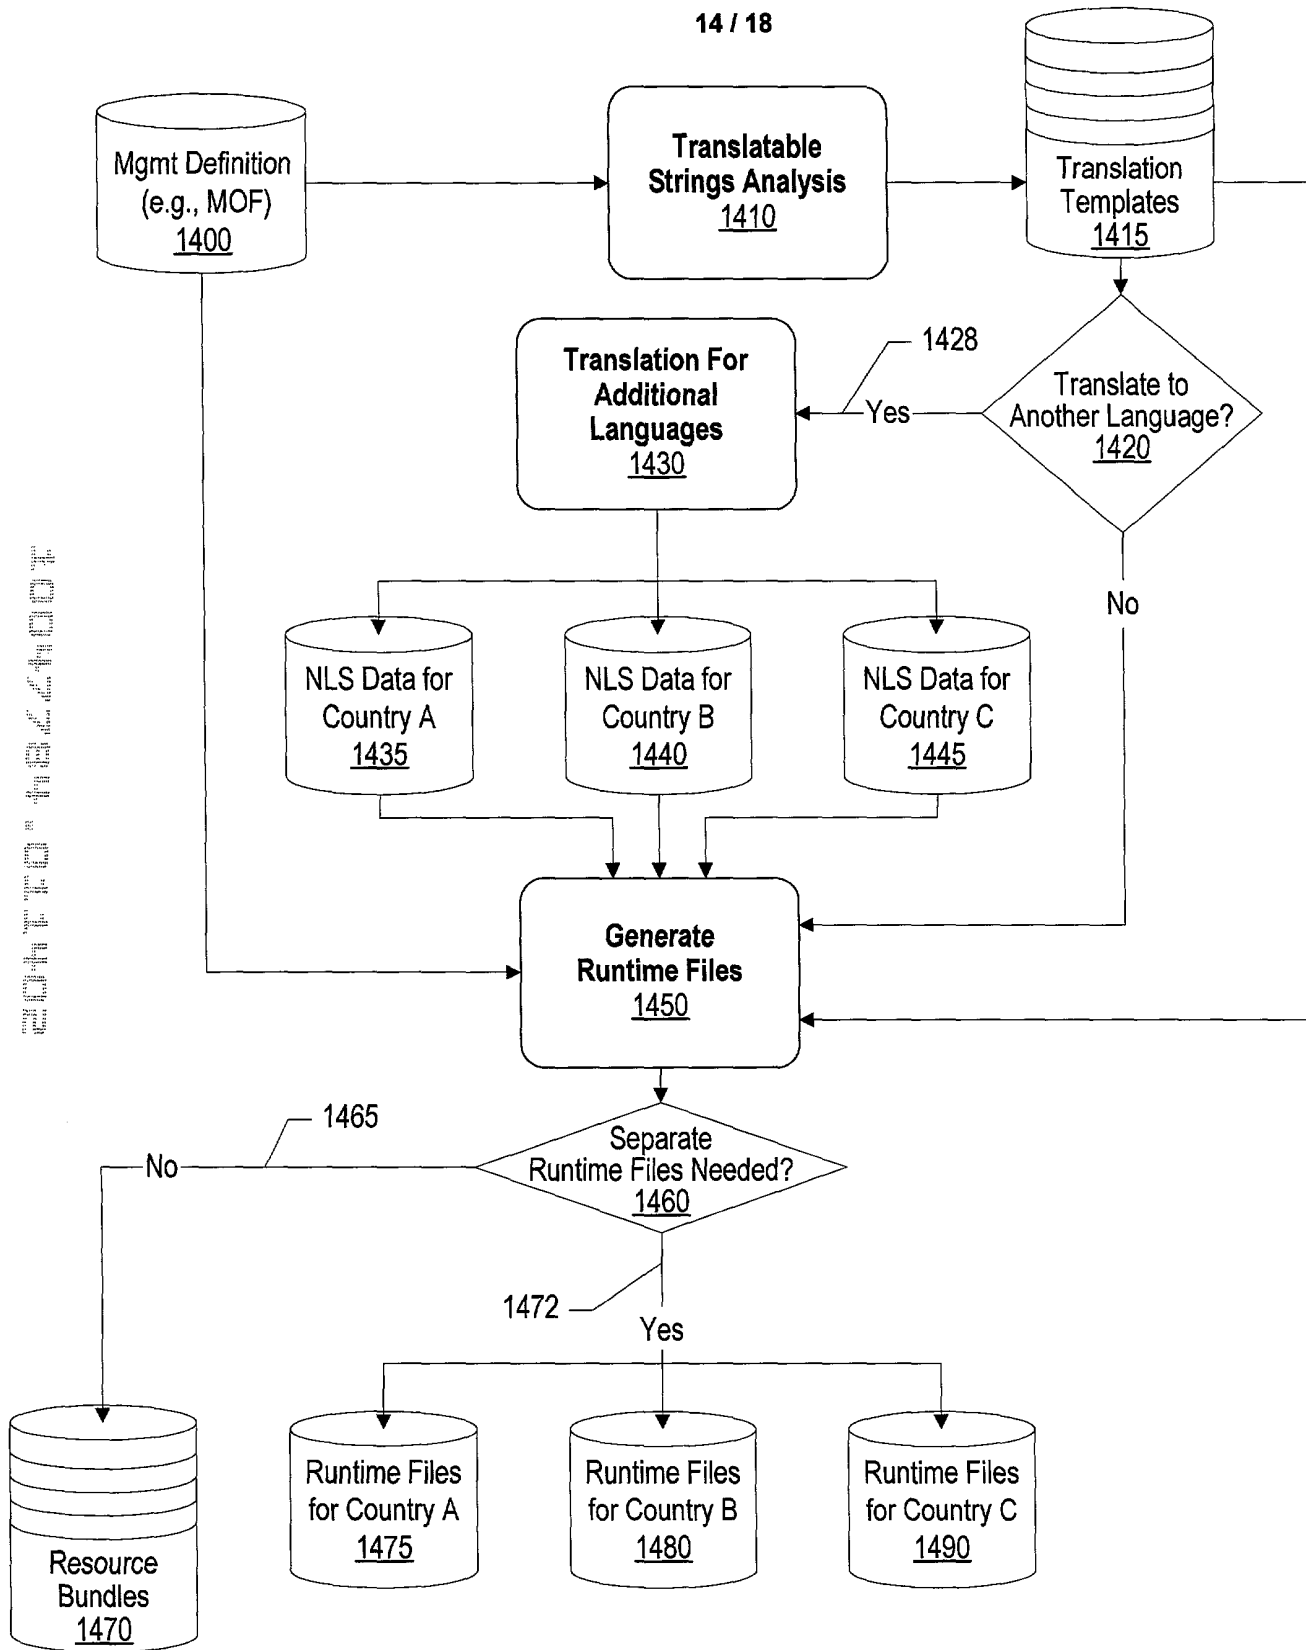 14 / 18
Mgmt Definition
(e.g., MOF)
1400
Translatable
Strings Analysis
1410
Translation
Templates
1415
Translation For
Additional
Languages
1430
1428
Yes
Translate to
Another Language?
1420
No
NLS Data for
Country A
1435
NLS Data for
Country B
1440
NLS Data for
Country C
1445
Generate
Runtime Files
1450
1465
No
Separate
Runtime Files Needed?
1460
1472
Yes
Resource
Bundles
1470
Runtime Files
for Country A
1475
Runtime Files
for Country B
1480
Runtime Files
for Country C
1490